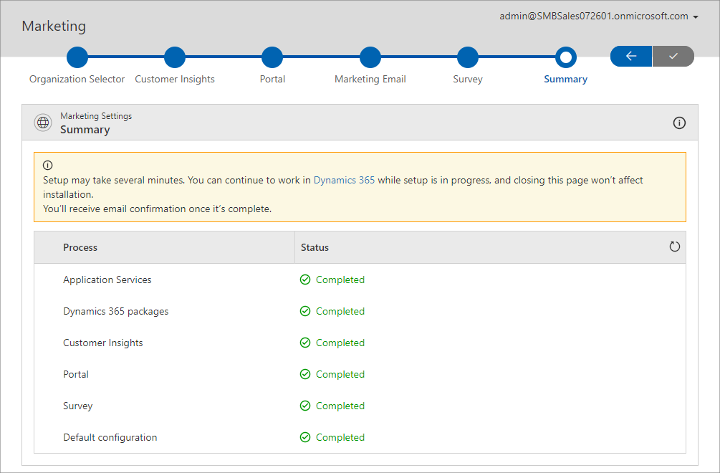 admin@SMBSales072601.onmicrosoft.com
Marketing
Organization Selector Customer Insights Portal Marketing Email Survey Summary
Marketing Settings
Summary
Setup may take several minutes. You can continue to work in Dynamics 365 while setup is in progress, and closing this page won't affect
installation.
You'll receive email confirmation once it's complete.
Process Status
Application Services Completed
Dynamics 365 packages Completed
Customer Insights Completed
Portal Completed
Survey Completed
Default configuration Completed